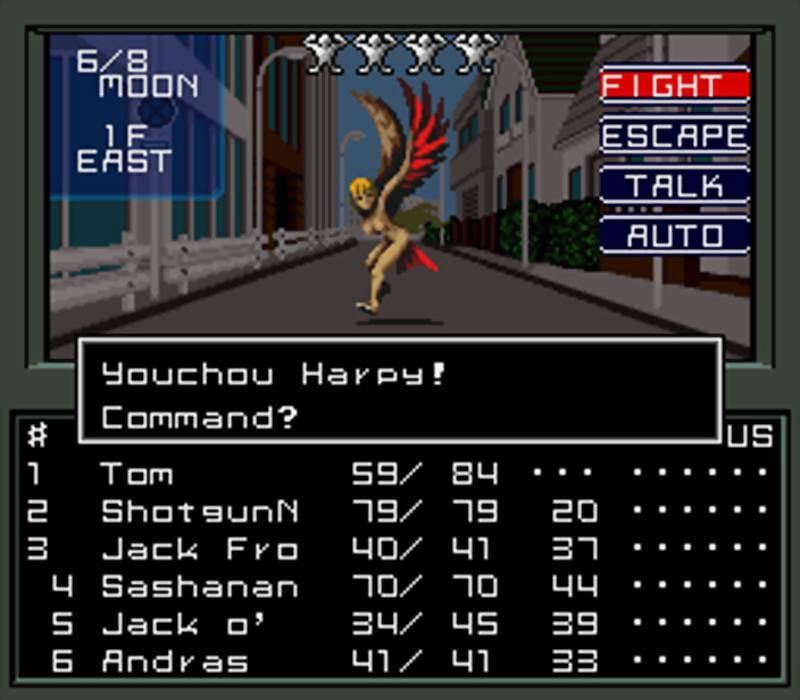 6/8
MOON
1F
EAST
FIGHT
ESCAPE
TALK
AUTO
Youchou Harpy!
Command?
# US
1 Tom 59/ 84 ... ......
2 ShotgunN 79/ 79 20 ......
3 Jack Fro 40/ 41 37 ......
4 Sashanan 70/ 70 44 ......
5 Jack o' 34/ 45 39 ......
6 Andras 41/ 41 33 ......